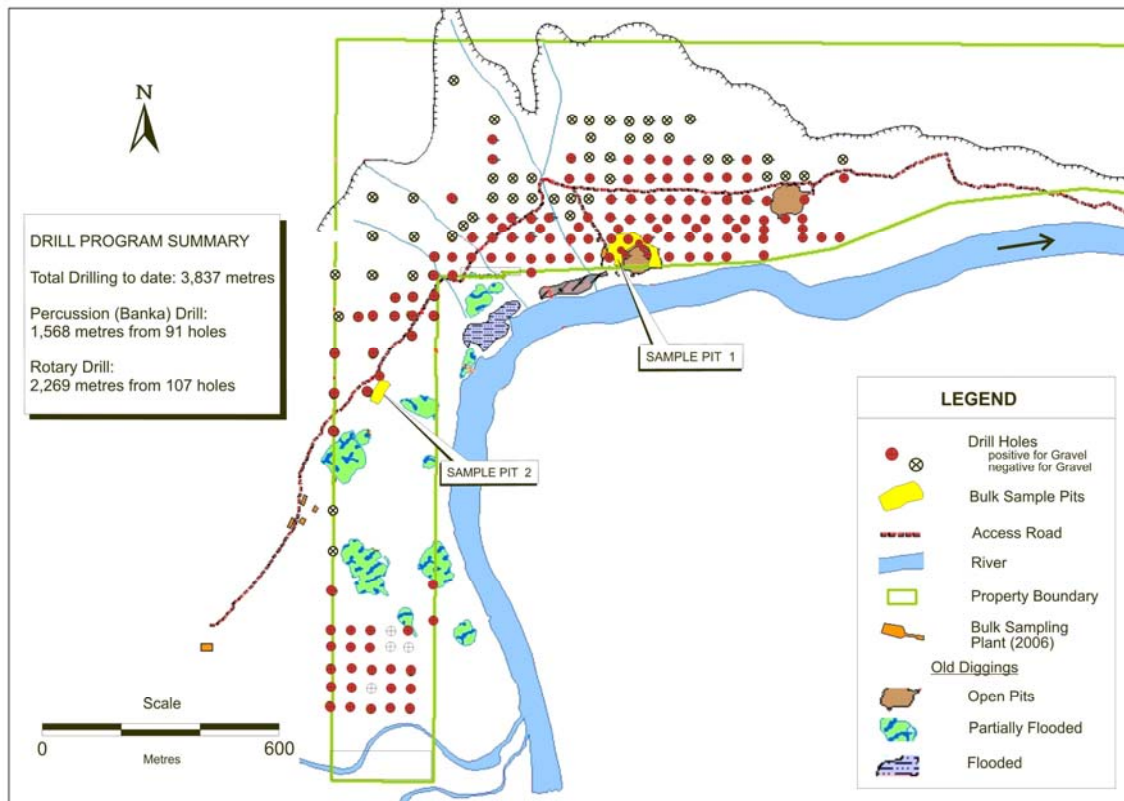 N
DRILL PROGRAM SUMMARY
Total Drilling to date: 3,837 metres
Percussion (Banka) Drill:
1,568 metres from 91 holes
Rotary Drill:
2,269 metres from 107 holes
SAMPLE PIT 1
SAMPLE PIT 2
Scale
0
600
Metres
LEGEND
Drill Holes
positive for Gravel
negative for Gravel
Bulk Sample Pits
Access Road
River
Property Boundary
Bulk Sampling
Plant (2006)
Old Diggings
Open Pits
Partially Flooded
Flooded